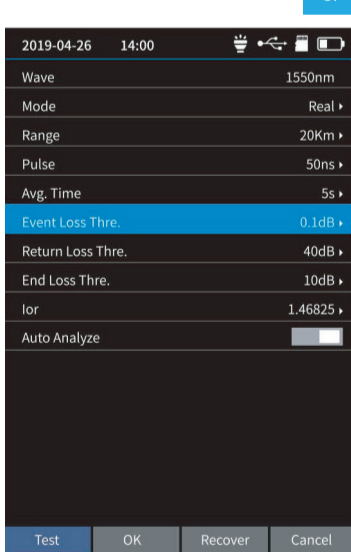 2019-04-26 14:00
Wave 1550nm
Mode Real
Range 20Km
Pulse 50ns
Avg. Time 5s
Event Loss Thre. 0.1dB
Return Loss Thre. 40dB
End Loss Thre. 10dB
Ior 1.46825
Auto Analyze
Test OK Recover Cancel